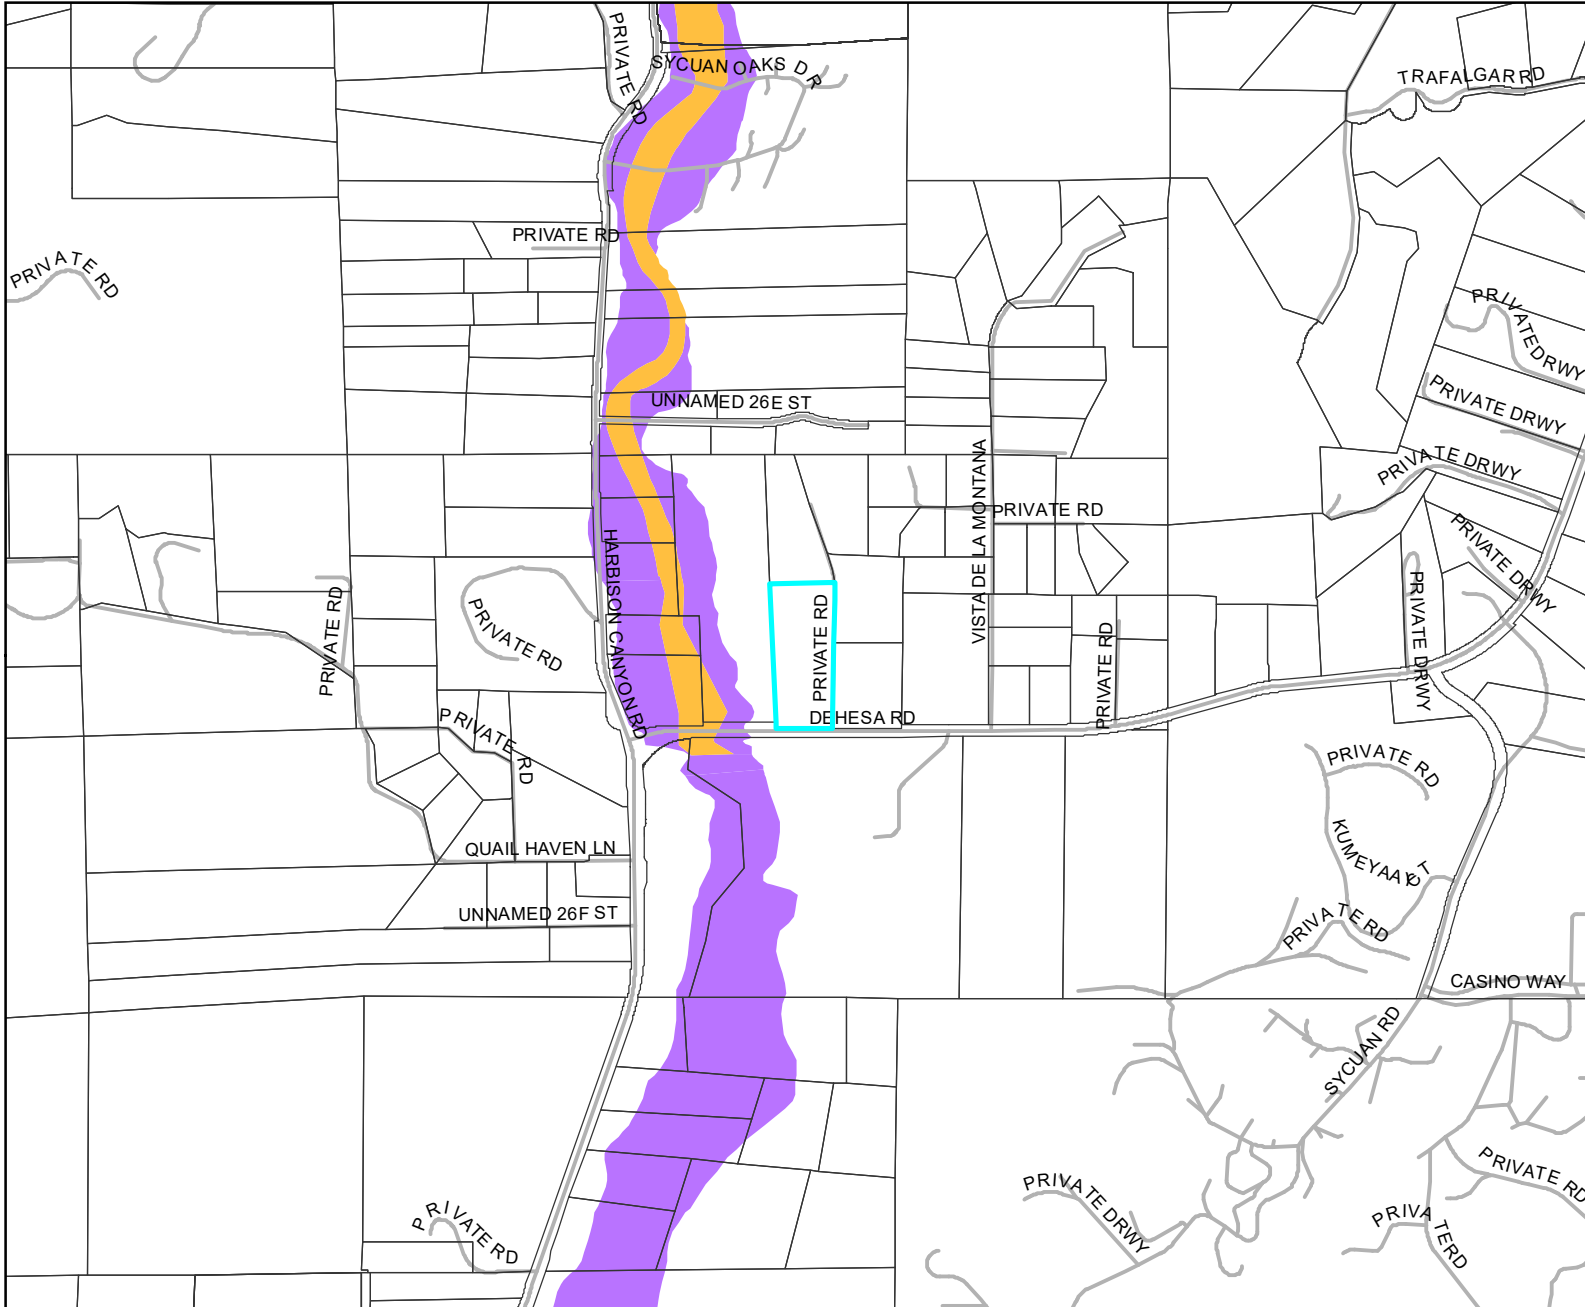 PRIVATE RD
SYCUAN OAKS DR
TRAFALGAR RD
PRIVATE RD
PRIVATE RD
PRIVATEDRWY
PRIVATE DRWY
UNNAMED 26E ST
PRIVATE DRWY
VISTA DE LA MONTANA
PRIVATE RD
PRIVATE DRWY
HARBISON CANYON RD
PRIVATE RD
PRIVATE RD
PRIVATE RD
PRIVATE RD
PRIVATE DRWY
DEHESA RD
PRIVATE RD
PRIVATE RD
KUMEYAAY CT
QUAIL HAVEN LN
UNNAMED 26F ST
PRIVATE RD
CASINO WAY
SYCUAN RD
PRIVATE DRWY
PRIVATE RD
PRIVATE RD
PRIVATERD